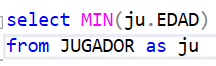 select MIN(ju.EDAD)
from JUGADOR as ju